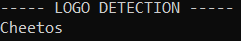 ----- LOGO DETECTION -----
Cheetos